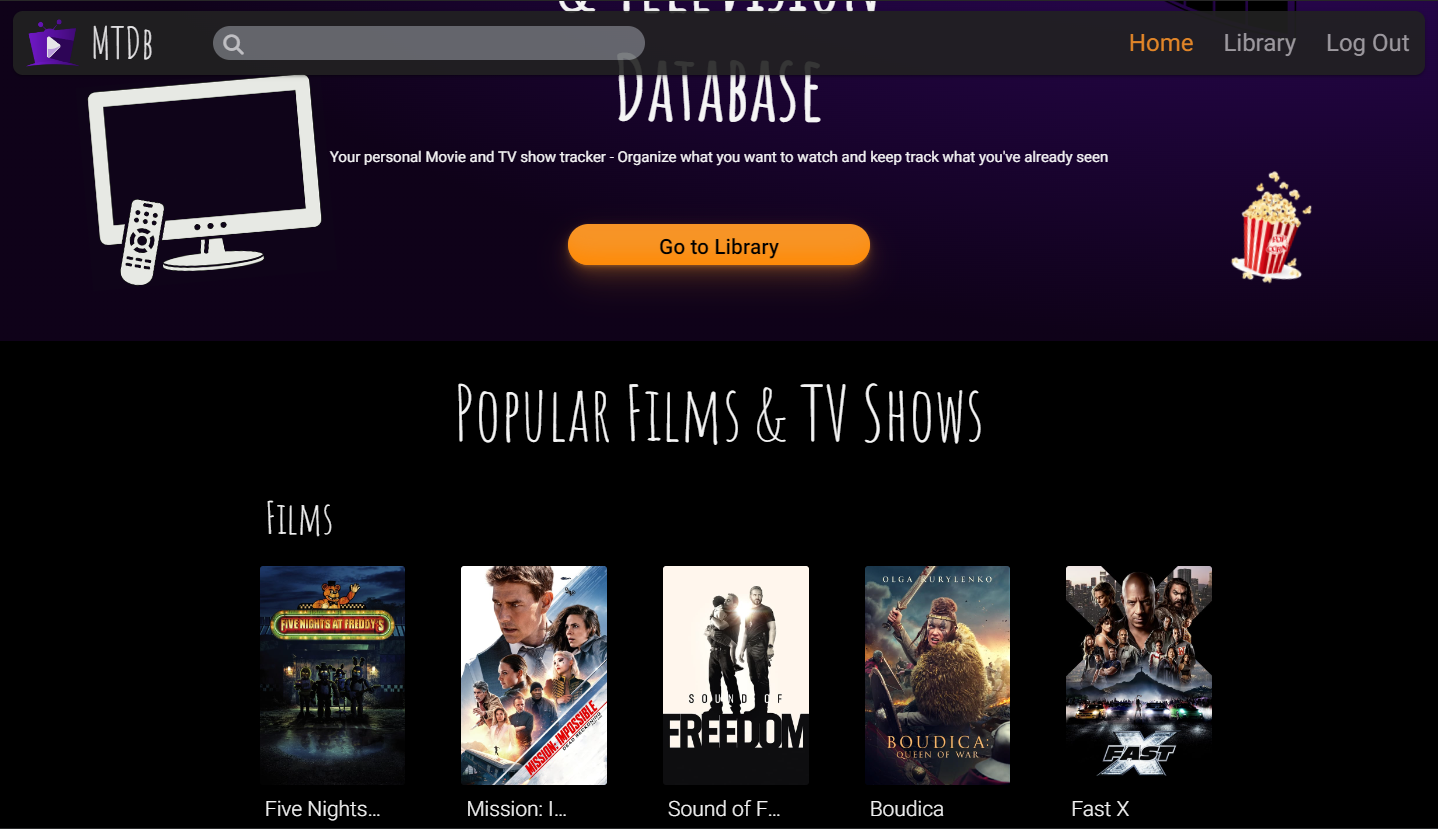 & Television
MTDb
Home Library Log Out
Database
Your personal Movie and TV show tracker - Organize what you want to watch and keep track what you've already seen
POP
CORN
Go to Library
Popular Films & TV Shows
Films
FIVE NIGHTS AT FREDDY'S
MISSION: IMPOSSIBLE
DEAD RECKONING
SOUND OF
FREEDOM
OLGA KURYLENKO
BOUDICA:
QUEEN OF WAR
FAST X
Five Nights...
Mission: I...
Sound of F...
Boudica
Fast X